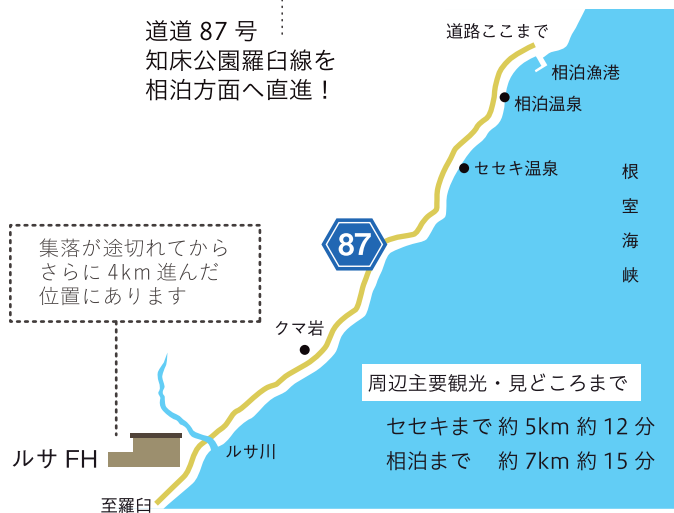 道道 87 号
知床公園羅臼線を
相泊方面へ直進！
道路ここまで
相泊漁港
相泊温泉
セセキ温泉
根室海峡
87
集落が途切れてから
さらに 4km 進んだ
位置にあります
クマ岩
周辺主要観光・見どころまで
セセキまで 約 5km 約 12 分
相泊まで 約 7km 約 15 分
ルサ川
ルサ FH
至羅臼